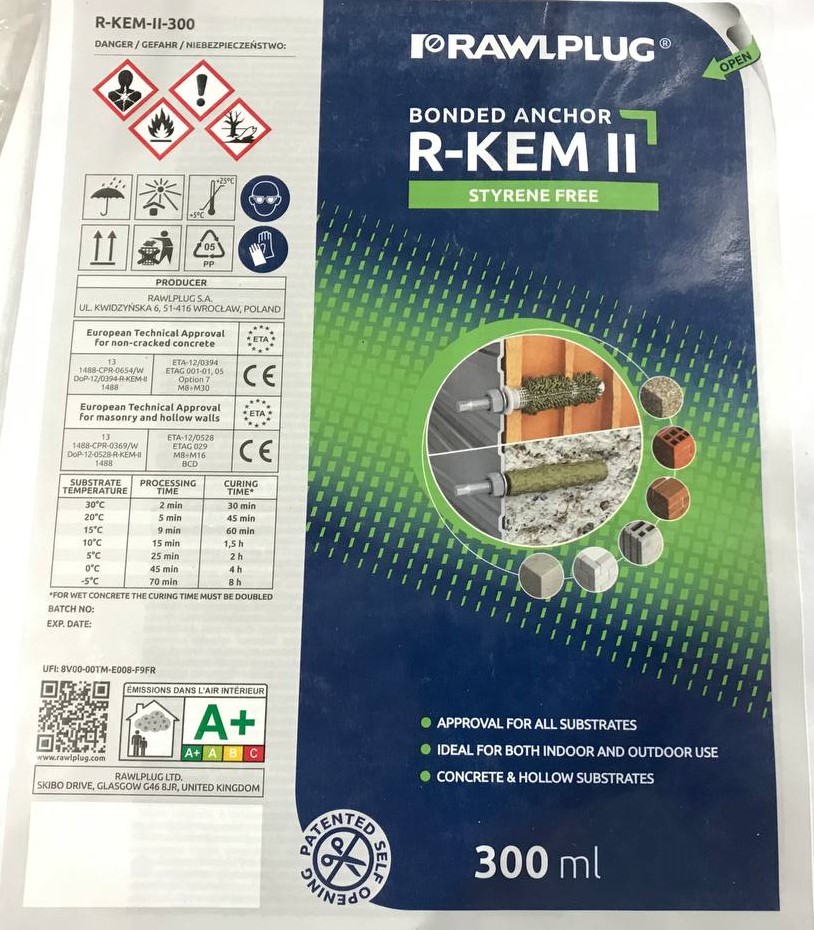 R-KEM-II-300
DANGER / GEFAHR / NIEBEZPIECZEŃSTWO:
+25°C
+5°C
05
PP
PRODUCER
RAWLPLUG S.A.
UL. KWIDZYŃSKA 6, 51-416 WROCŁAW, POLAND
European Technical Approval
for non-cracked concrete
ETA
13
1488-CPR-0654/W
DoP-12/0394-R-KEM-II
1488
ETA-12/0394
ETAG 001-01, 05
Option 7
M8÷M30
CE
European Technical Approval
for masonry and hollow walls
ETA
13
1488-CPR-0369/W
DoP-12-0528-R-KEM-II
1488
ETA-12/0528
ETAG 029
M8÷M16
BCD
CE
SUBSTRATE TEMPERATURE PROCESSING TIME CURING TIME*
30°C 2 min 30 min
20°C 5 min 45 min
15°C 9 min 60 min
10°C 15 min 1,5 h
5°C 25 min 2 h
0°C 45 min 4 h
-5°C 70 min 8 h
*FOR WET CONCRETE THE CURING TIME MUST BE DOUBLED
BATCH NO:
EXP. DATE:
UFI: 8V00-00TM-E008-F9FR
www.rawlplug.com
ÉMISSIONS DANS L'AIR INTÉRIEUR
A+
A+ A B C
RAWLPLUG LTD.
SKIBO DRIVE, GLASGOW G46 8JR, UNITED KINGDOM
RAWLPLUG®
OPEN
BONDED ANCHOR
R-KEM II
STYRENE FREE
APPROVAL FOR ALL SUBSTRATES
IDEAL FOR BOTH INDOOR AND OUTDOOR USE
CONCRETE & HOLLOW SUBSTRATES
PATENTED SELF OPENING
300 ml